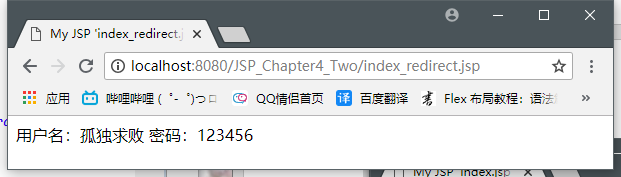 My JSP 'index_redirect.j
localhost:8080/JSP_Chapter4_Two/index_redirect.jsp
应用 哔哩哔哩 ( ゜- ゜)つロ QQ情侣首页 译 百度翻译 书 Flex 布局教程：语法 »
用户名：孤独求败 密码：123456
My JSP 'index.jsp